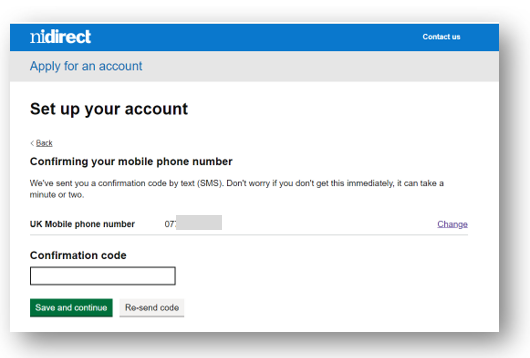 nidirect
Contact us
Apply for an account
Set up your account
< Back
Confirming your mobile phone number
We've sent you a confirmation code by text (SMS). Don't worry if you don't get this immediately, it can take a
minute or two.
UK Mobile phone number 077 Change
Confirmation code
Save and continue Re-send code